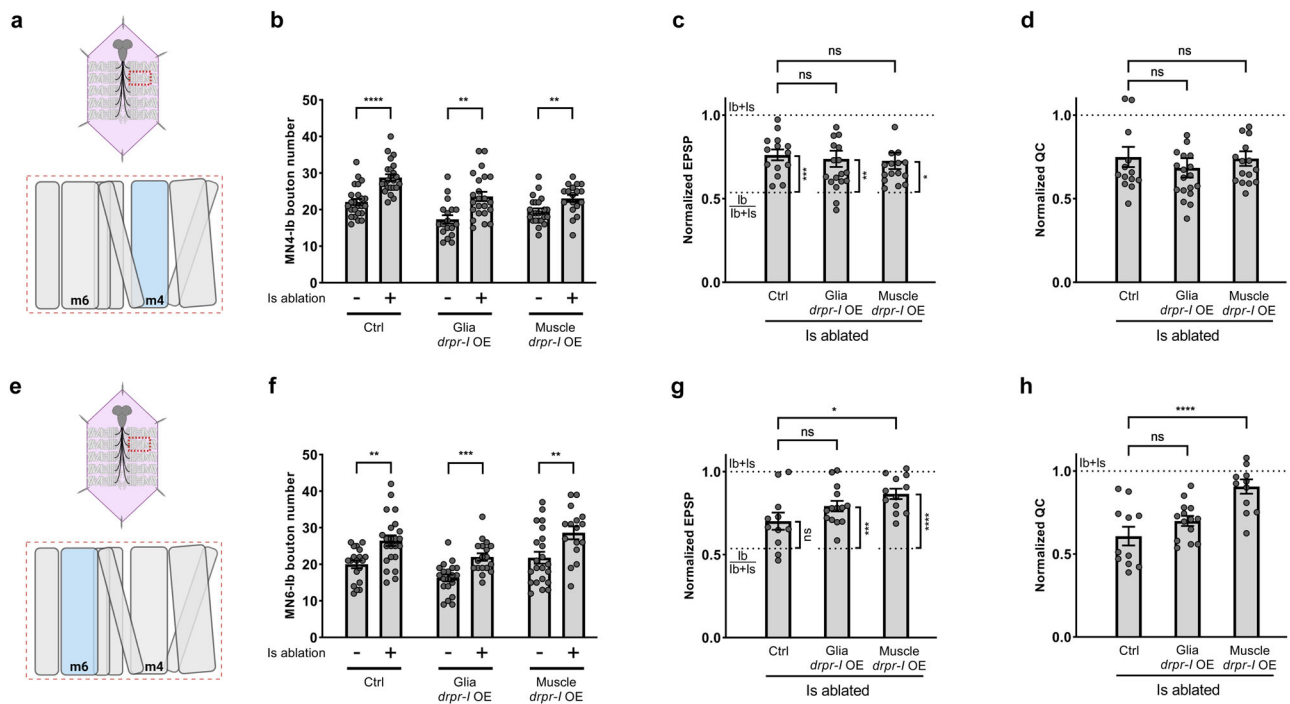 a
m6
m4
b
MN4-Ib bouton number
50
40
30
20
10
0
****
**
**
Is ablation
- + - + - +
Ctrl
Glia
drpr-I OE
Muscle
drpr-I OE
c
Normalized EPSP
1.0
0.5
0.0
Ib+Is
Ib
Ib+Is
ns
ns
***
**
*
Ctrl
Glia
drpr-I OE
Muscle
drpr-I OE
Is ablated
d
Normalized QC
1.0
0.5
0.0
ns
ns
Ib+Is
Ctrl
Glia
drpr-I OE
Muscle
drpr-I OE
Is ablated
e
m6
m4
f
MN6-Ib bouton number
50
40
30
20
10
0
**
***
**
Is ablation
- + - + - +
Ctrl
Glia
drpr-I OE
Muscle
drpr-I OE
g
Normalized EPSP
1.0
0.5
0.0
Ib+Is
Ib
Ib+Is
*
ns
ns
***
****
Ctrl
Glia
drpr-I OE
Muscle
drpr-I OE
Is ablated
h
Normalized QC
1.0
0.5
0.0
****
ns
Ib+Is
Ctrl
Glia
drpr-I OE
Muscle
drpr-I OE
Is ablated